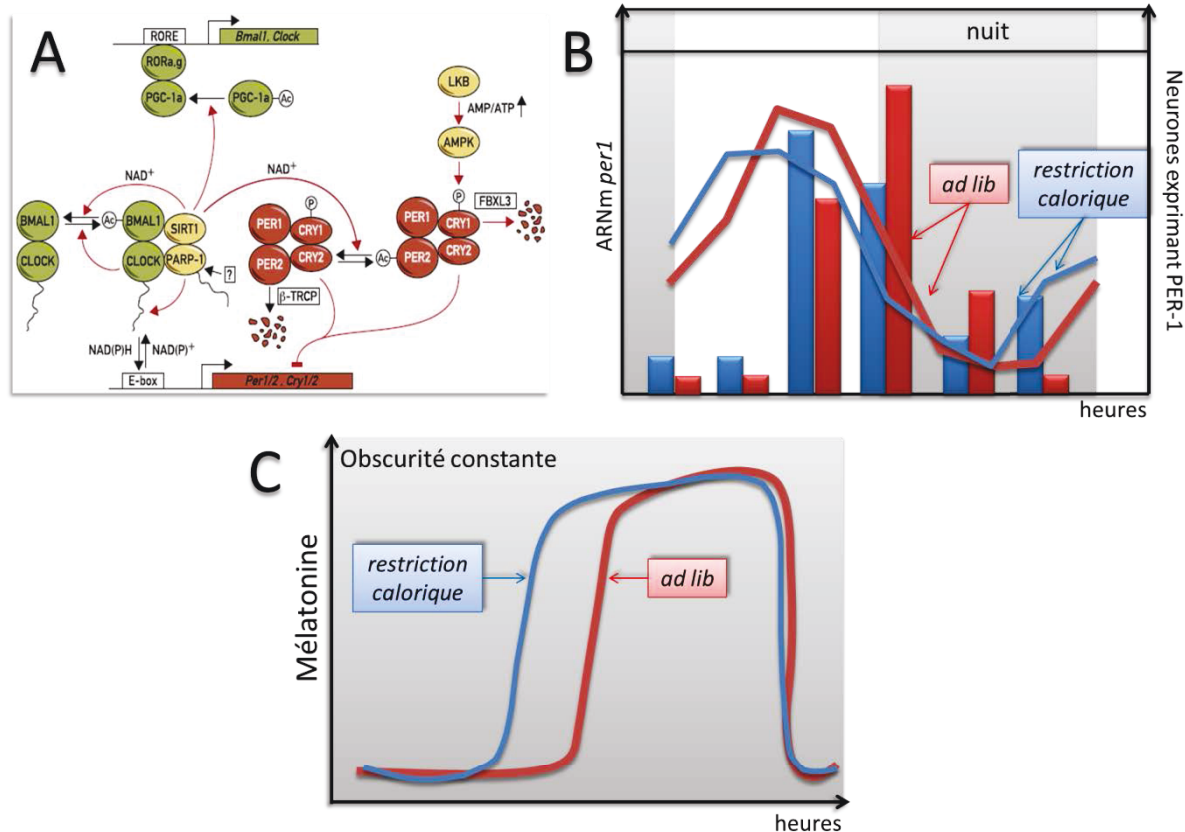 A
RORE
Bmal1, Clock
RORa,g
PGC-1a
PGC-1a
Ac
LKB
AMP/ATP
AMPK
NAD⁺
NAD⁺
P
P
FBXL3
BMAL1
Ac
BMAL1
SIRT1
PER1
CRY1
PER1
CRY1
CLOCK
CLOCK
PARP-1
PER2
CRY2
Ac
PER2
CRY2
?
β-TRCP
NAD(P)H
NAD(P)⁺
E-box
Per1/2, Cry1/2
B
nuit
ARNm per1
Neurones exprimant PER-1
ad lib
restriction
calorique
heures
C
Obscurité constante
Mélatonine
restriction
calorique
ad lib
heures